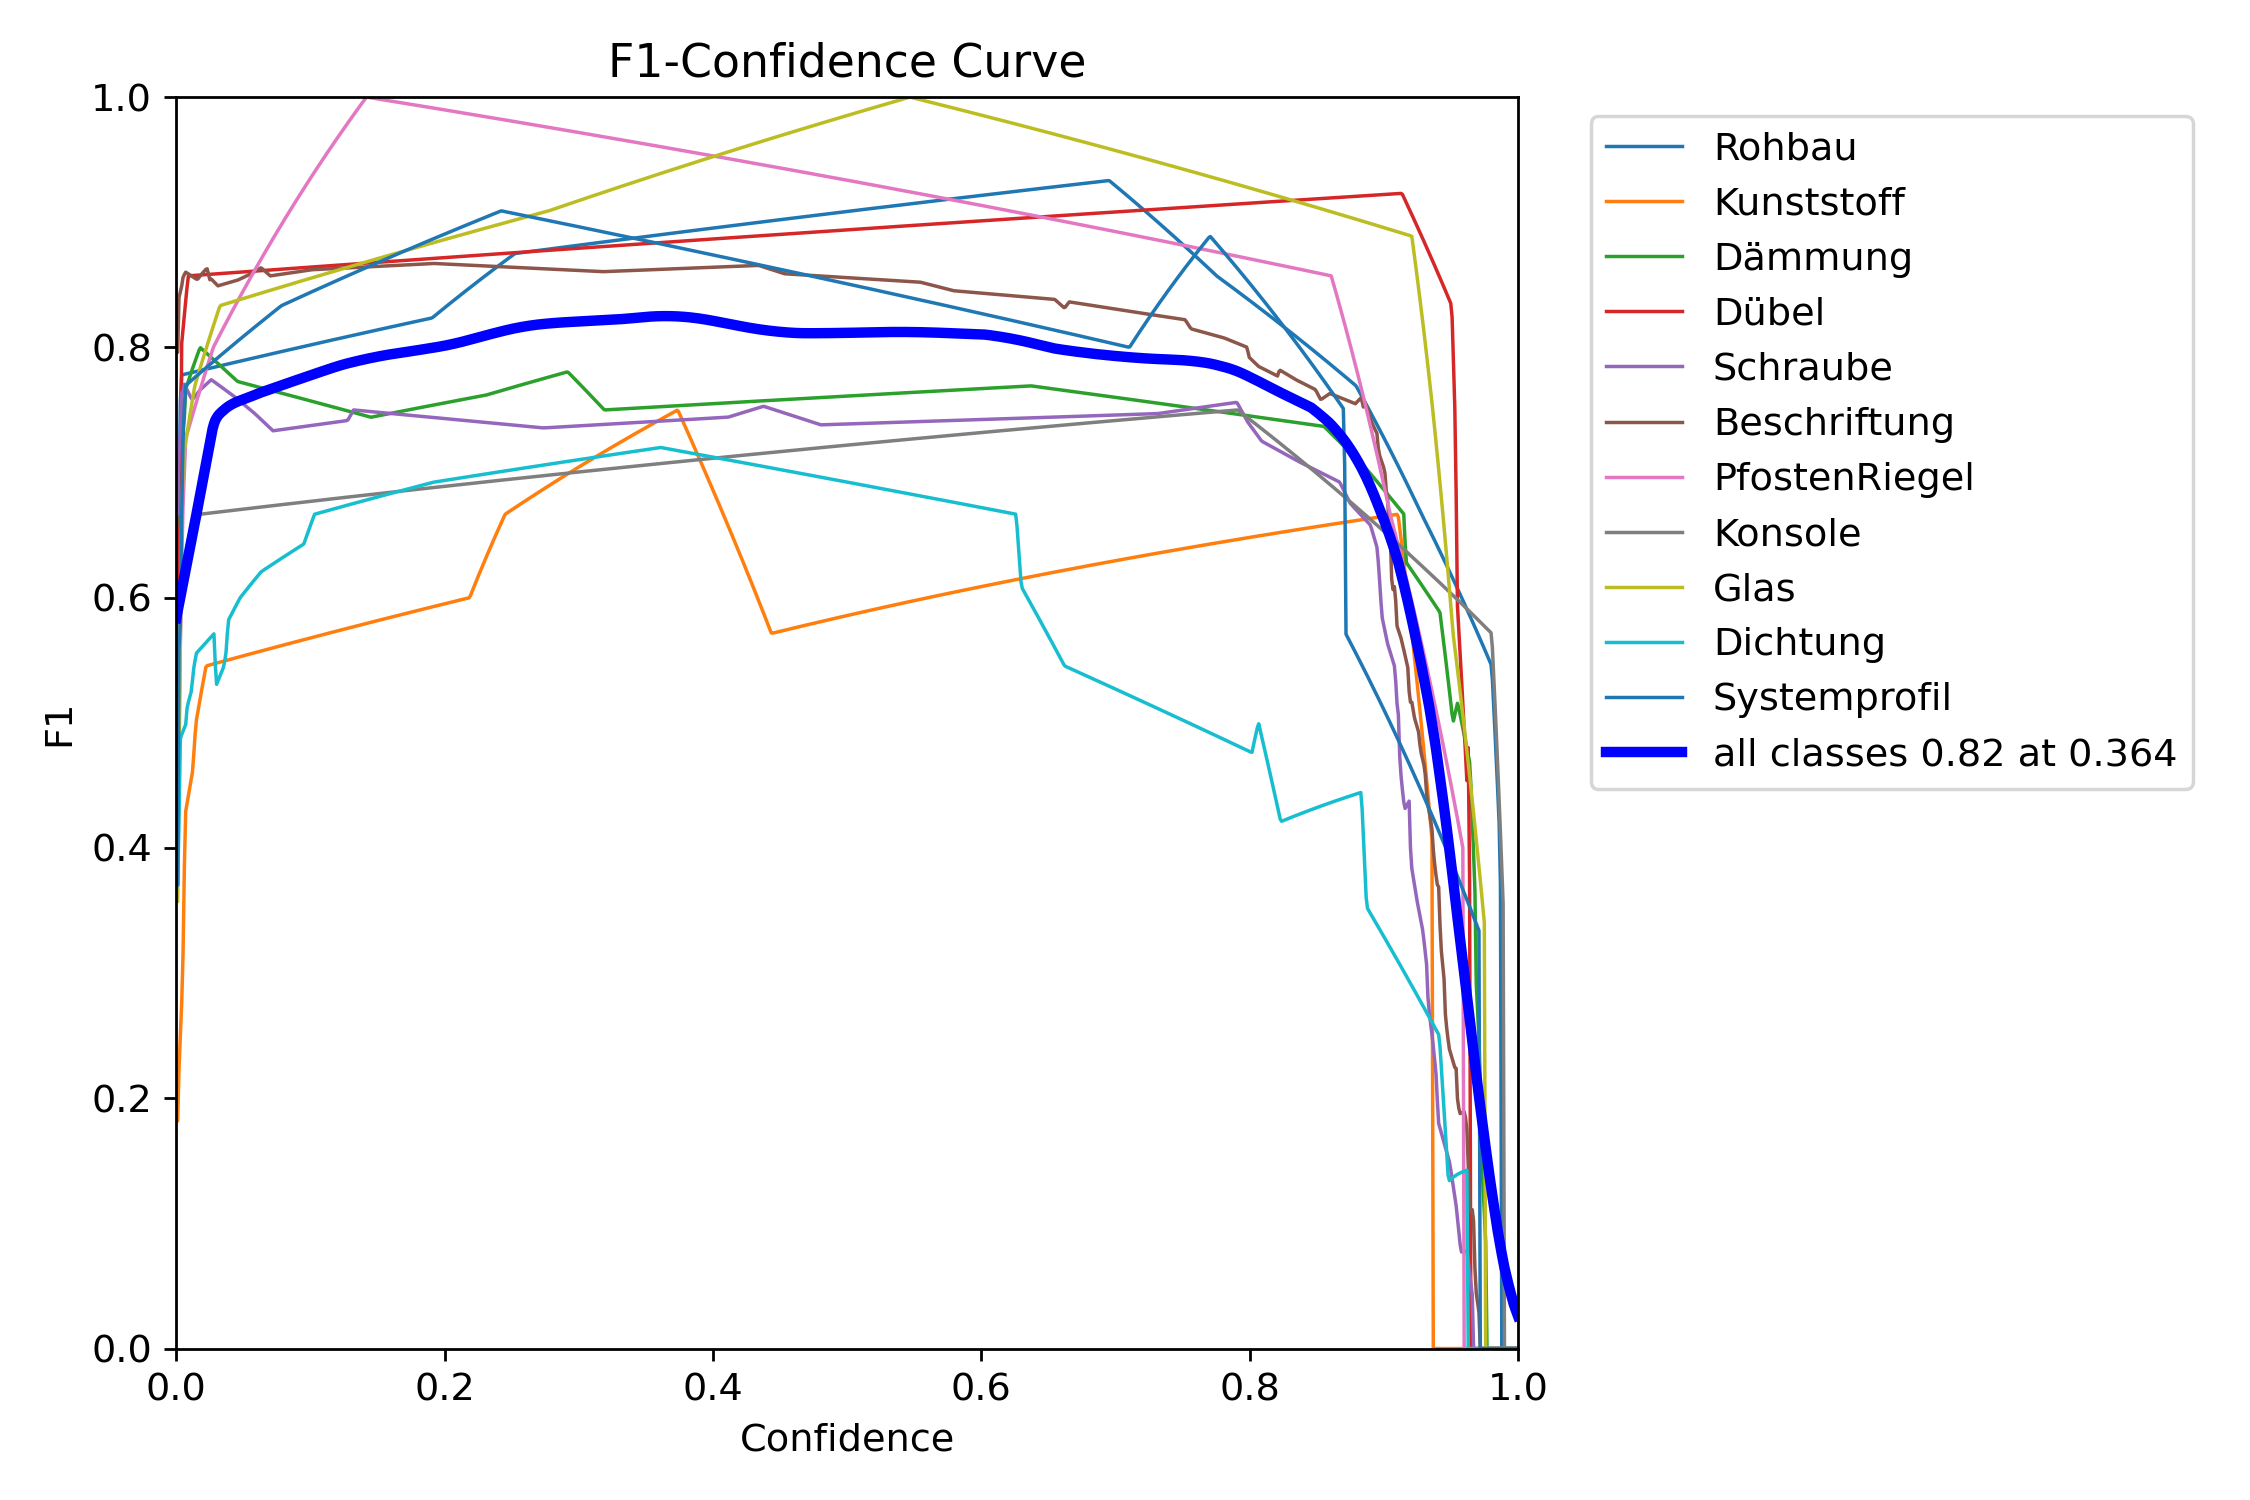 F1-Confidence Curve
1.0
0.8
0.6
0.4
0.2
0.0
F1
0.0 0.2 0.4 0.6 0.8 1.0
Confidence
Rohbau
Kunststoff
Dämmung
Dübel
Schraube
Beschriftung
PfostenRiegel
Konsole
Glas
Dichtung
Systemprofil
all classes 0.82 at 0.364